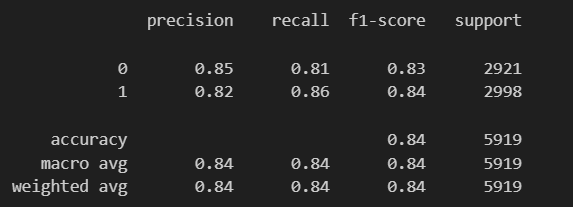 precision recall f1-score support
0 0.85 0.81 0.83 2921
1 0.82 0.86 0.84 2998
accuracy 0.84 5919
macro avg 0.84 0.84 0.84 5919
weighted avg 0.84 0.84 0.84 5919